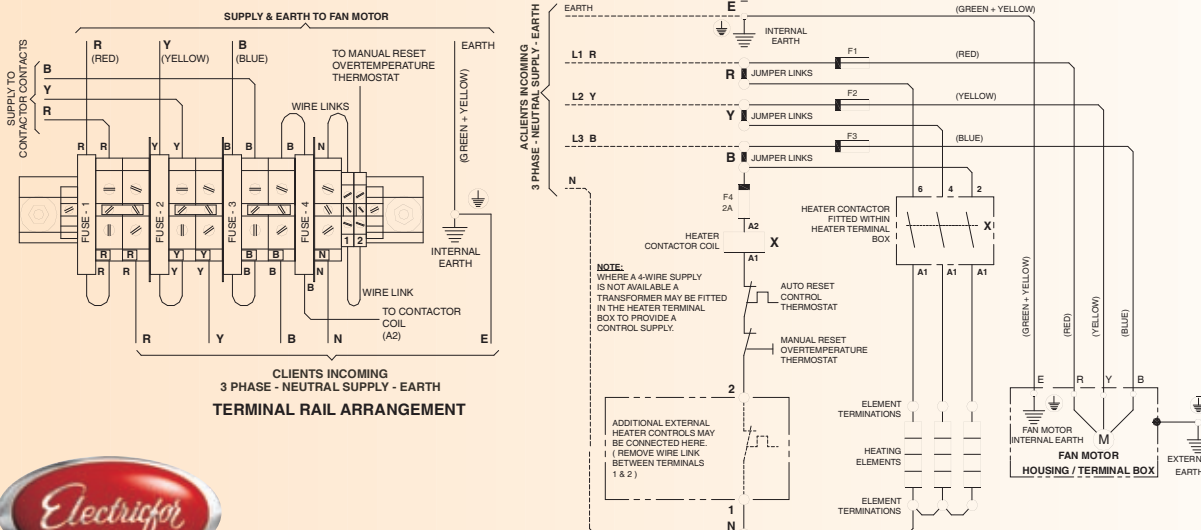 SUPPLY & EARTH TO FAN MOTOR
R
(RED)
Y
(YELLOW)
B
(BLUE)
TO MANUAL RESET
OVERTEMPERATURE
THERMOSTAT
EARTH
SUPPLY TO
CONTACTOR CONTACTS
B
Y
R
WIRE LINKS
(GREEN + YELLOW)
R R Y Y B B B N
FUSE - 1
FUSE - 2
FUSE - 3
FUSE - 4
1 2
R R Y Y B B N
R R Y Y B B N
B
INTERNAL
EARTH
WIRE LINK
TO CONTACTOR
COIL
(A2)
R Y B N E
CLIENTS INCOMING
3 PHASE - NEUTRAL SUPPLY - EARTH
TERMINAL RAIL ARRANGEMENT
Electricfor
ACLIENTS INCOMING
3 PHASE - NEUTRAL SUPPLY - EARTH
EARTH
E
(GREEN + YELLOW)
INTERNAL
EARTH
L1 R
F1
(RED)
R
JUMPER LINKS
L2 Y
F2
(YELLOW)
Y
JUMPER LINKS
L3 B
F3
(BLUE)
B
JUMPER LINKS
N
F4
2A
6 4 2
HEATER CONTACTOR
FITTED WITHIN
HEATER TERMINAL
BOX
X
A1 A1 A1
A2
HEATER
CONTACTOR COIL
X
A1
NOTE:
WHERE A 4-WIRE SUPPLY
IS NOT AVAILABLE A
TRANSFORMER MAY BE FITTED
IN THE HEATER TERMINAL
BOX TO PROVIDE A
CONTROL SUPPLY.
AUTO RESET
CONTROL
THERMOSTAT
MANUAL RESET
OVERTEMPERATURE
THERMOSTAT
(GREEN + YELLOW)
(RED)
(YELLOW)
(BLUE)
2
ADDITIONAL EXTERNAL
HEATER CONTROLS MAY
BE CONNECTED HERE.
( REMOVE WIRE LINK
BETWEEN TERMINALS
1 & 2 )
1
N
ELEMENT
TERMINATIONS
HEATING
ELEMENTS
ELEMENT
TERMINATIONS
E R Y B
FAN MOTOR
INTERNAL EARTH
M
FAN MOTOR
HOUSING / TERMINAL BOX
EARTH